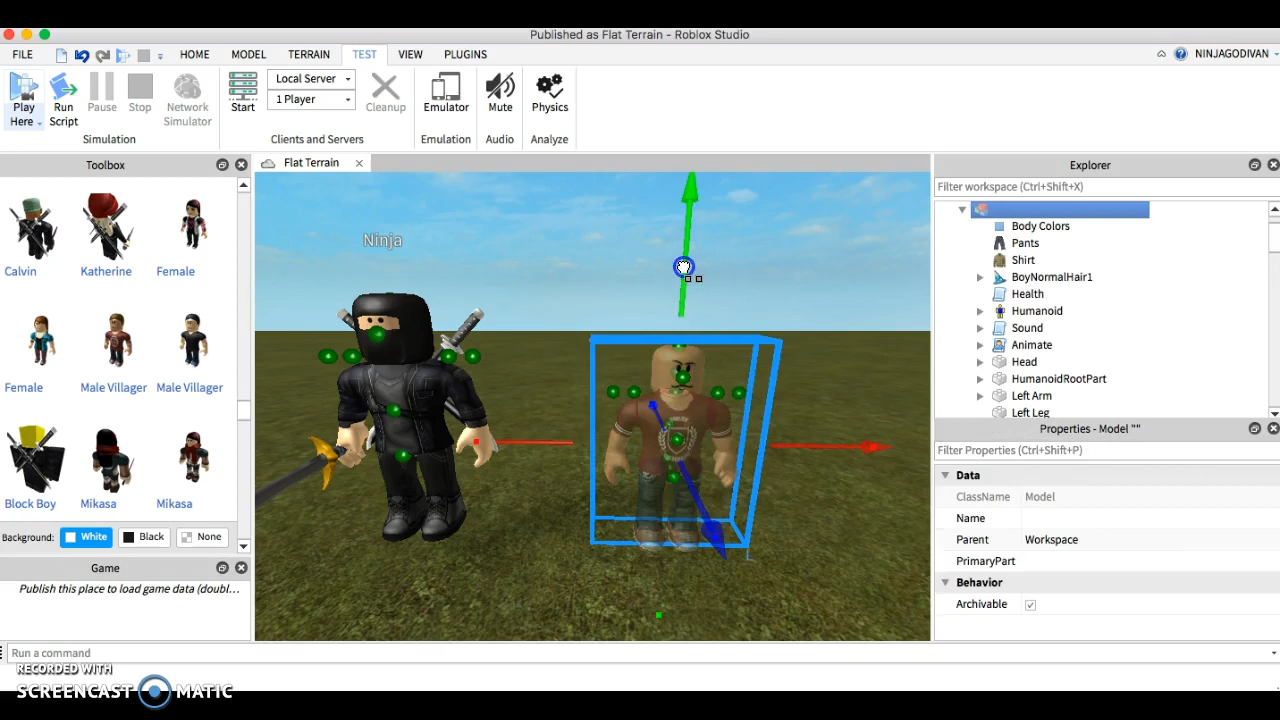 Published as Flat Terrain - Roblox Studio
FILE HOME MODEL TERRAIN TEST VIEW PLUGINS NINJAGODIVAN
Play Here Run Script Pause Stop Network Simulator Start Local Server 1 Player Cleanup Emulator Mute Physics
Simulation Clients and Servers Emulation Audio Analyze
Toolbox
Calvin Katherine Female
Female Male Villager Male Villager
Block Boy Mikasa Mikasa
Background: White Black None
Game
Publish this place to load game data (doubl...
Flat Terrain
Ninja
Explorer
Filter workspace (Ctrl+Shift+X)
Body Colors
Pants
Shirt
BoyNormalHair1
Health
Humanoid
Sound
Animate
Head
HumanoidRootPart
Left Arm
Left Leg
Properties - Model ""
Filter Properties (Ctrl+Shift+P)
Data
ClassName Model
Name
Parent Workspace
PrimaryPart
Behavior
Archivable
Run a command
RECORDED WITH
SCREENCAST MATIC